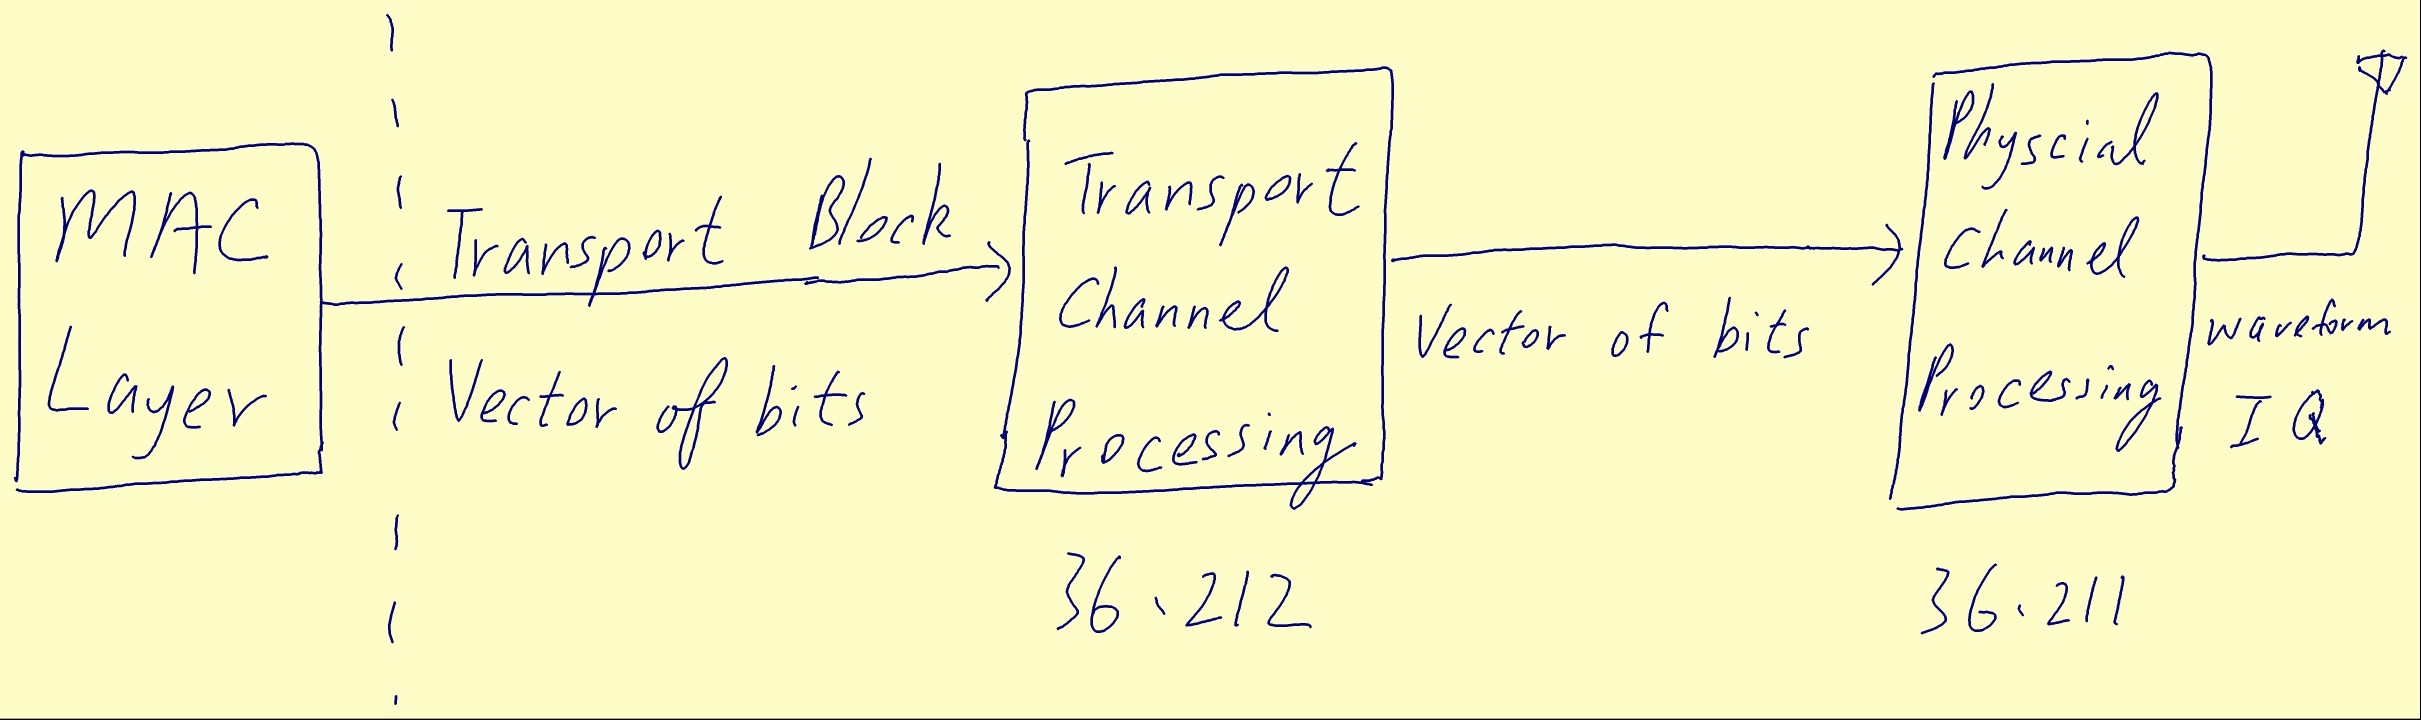 MAC
Layer
Transport Block
Vector of bits
Transport
Channel
Processing
36.212
Vector of bits
Physcial
Channel
Processing
36.211
waveform
I Q